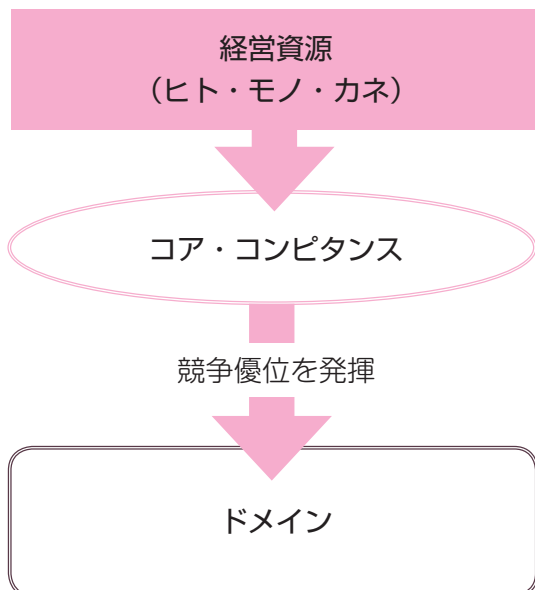 経営資源
（ヒト・モノ・カネ）
コア・コンピタンス
競争優位を発揮
ドメイン